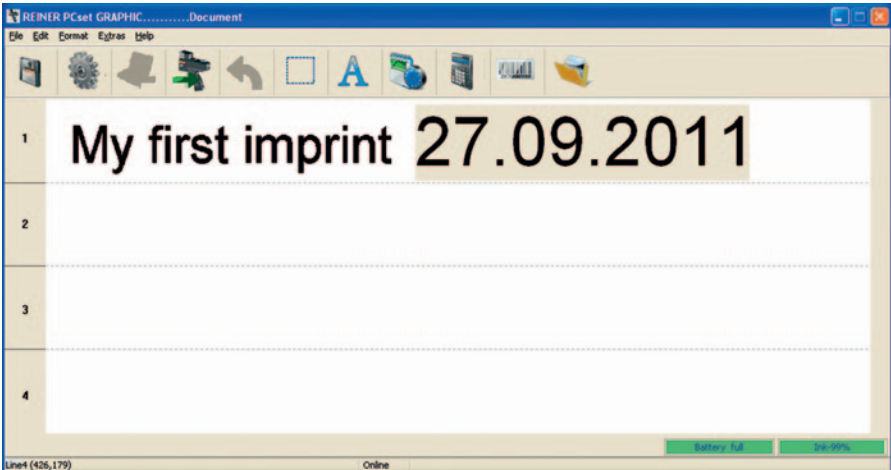 REINER PCset GRAPHIC...........Document
File Edit Format Extras Help
1 My first imprint 27.09.2011
2
3
4
Battery full Ink-99%
Line4 (426,179) Online